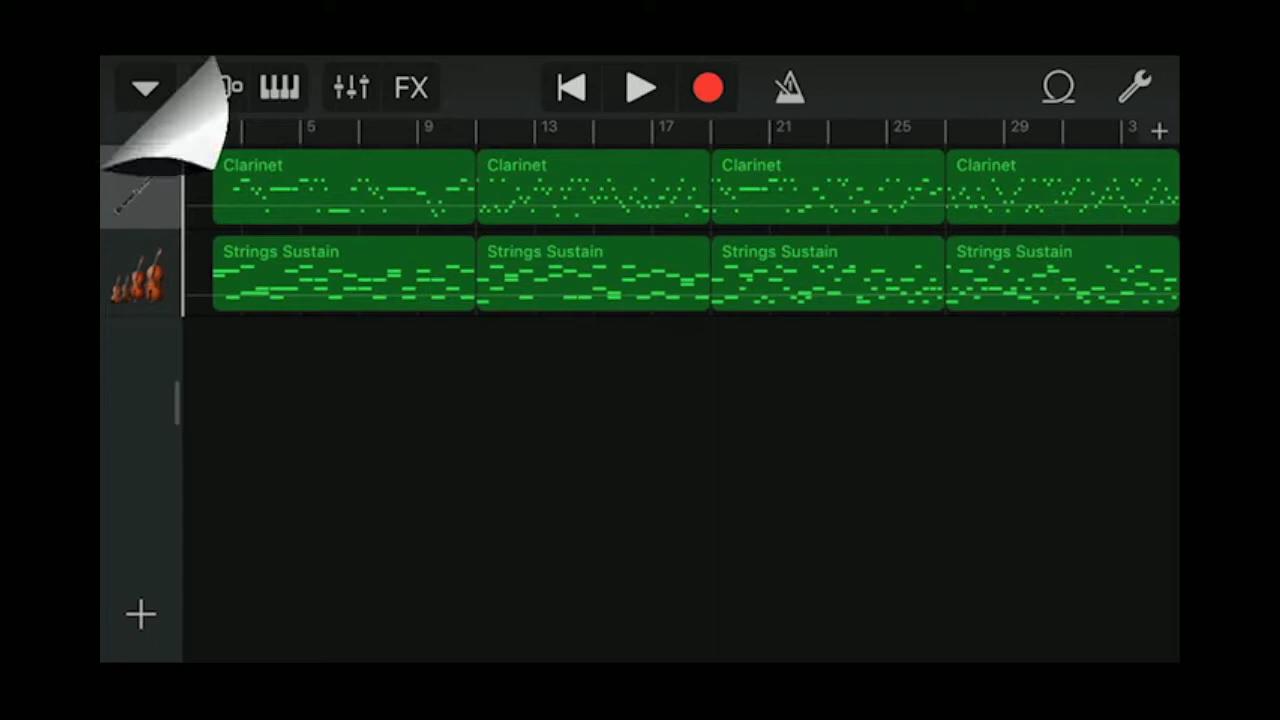 FX
5 9 13 17 21 25 29 3
Clarinet Clarinet Clarinet Clarinet
Strings Sustain Strings Sustain Strings Sustain Strings Sustain